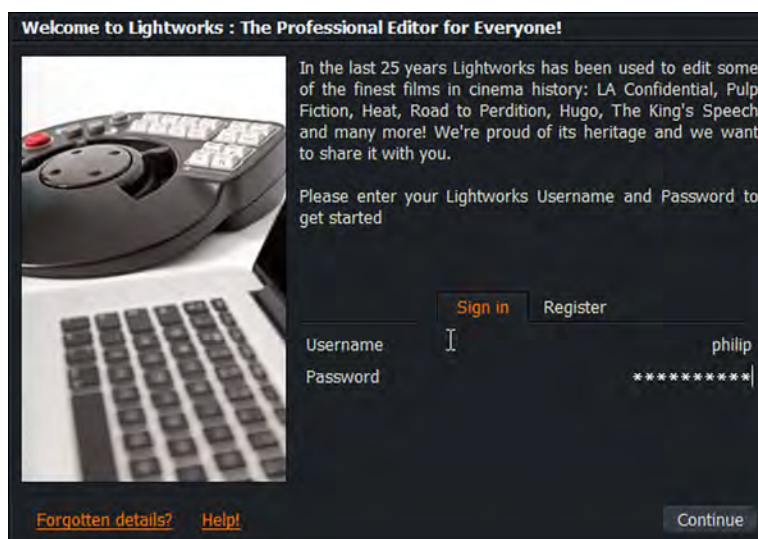 Welcome to Lightworks : The Professional Editor for Everyone!
In the last 25 years Lightworks has been used to edit some
of the finest films in cinema history: LA Confidential, Pulp
Fiction, Heat, Road to Perdition, Hugo, The King's Speech
and many more! We're proud of its heritage and we want
to share it with you.
Please enter your Lightworks Username and Password to
get started
Sign in Register
Username philip
Password **********
Forgotten details? Help! Continue